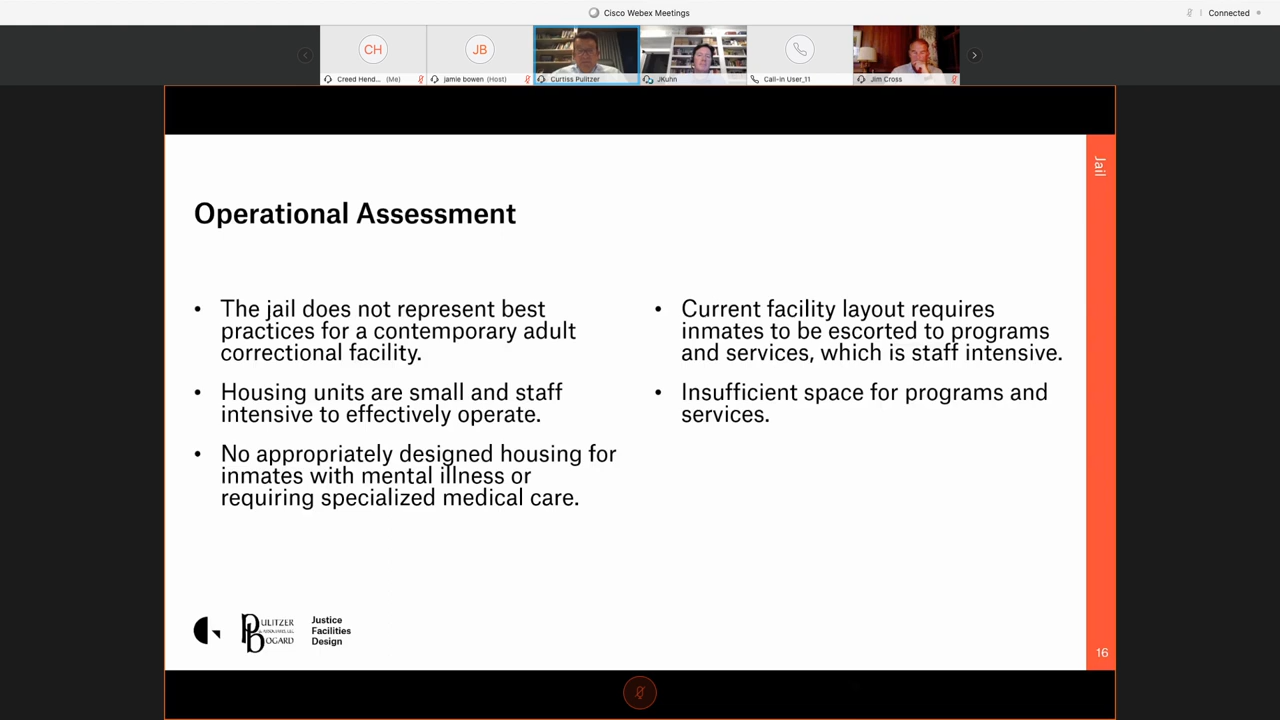 Cisco Webex Meetings
Connected
CH
JB
Creed Hend... (Me)
jamie bowen (Host)
Curtiss Pulitzer
JKuhn
Call-in User_11
Jim Cross
Jail
Operational Assessment
• The jail does not represent best
practices for a contemporary adult
correctional facility.
• Housing units are small and staff
intensive to effectively operate.
• No appropriately designed housing for
inmates with mental illness or
requiring specialized medical care.
• Current facility layout requires
inmates to be escorted to programs
and services, which is staff intensive.
• Insufficient space for programs and
services.
PULITZER
BOGARD
Justice
Facilities
Design
16